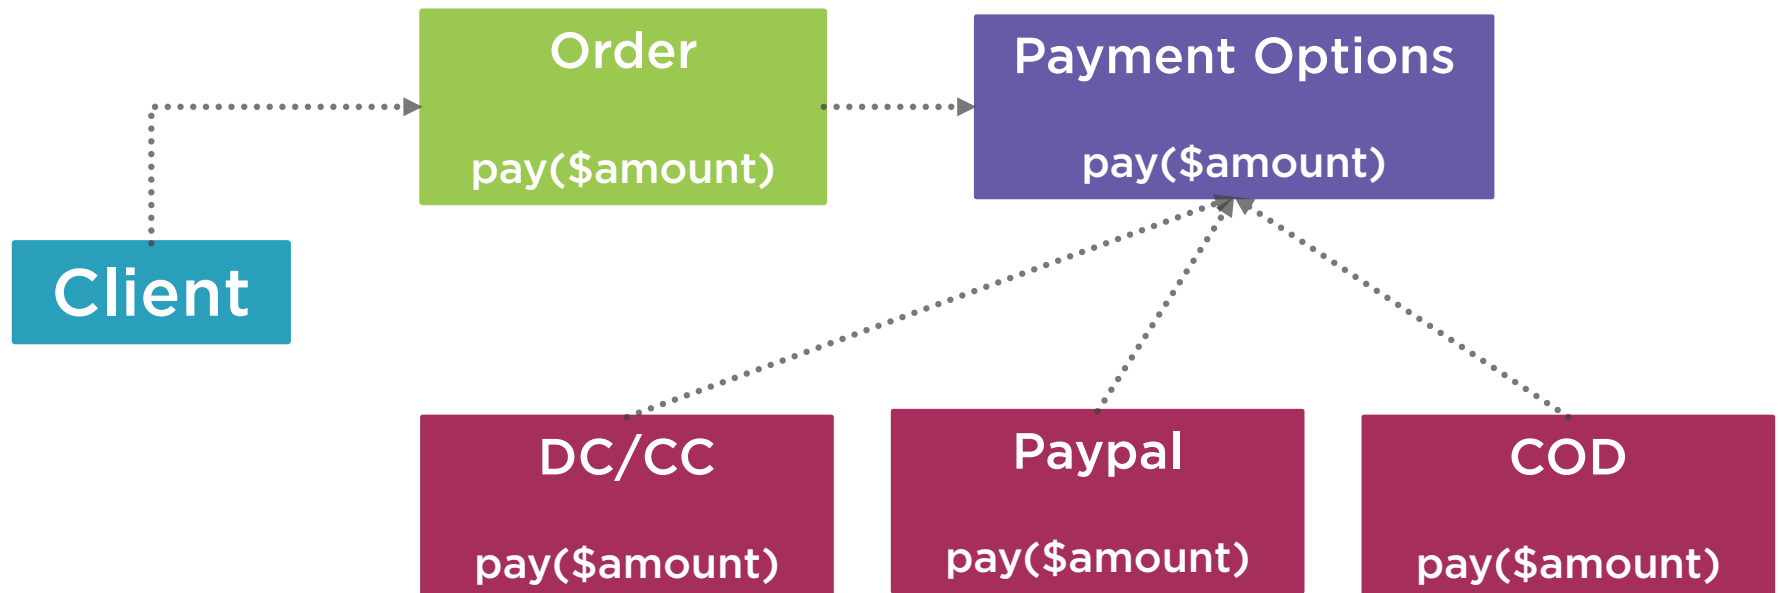 Order
pay($amount)
Payment Options
pay($amount)
Client
DC/CC
pay($amount)
Paypal
pay($amount)
COD
pay($amount)